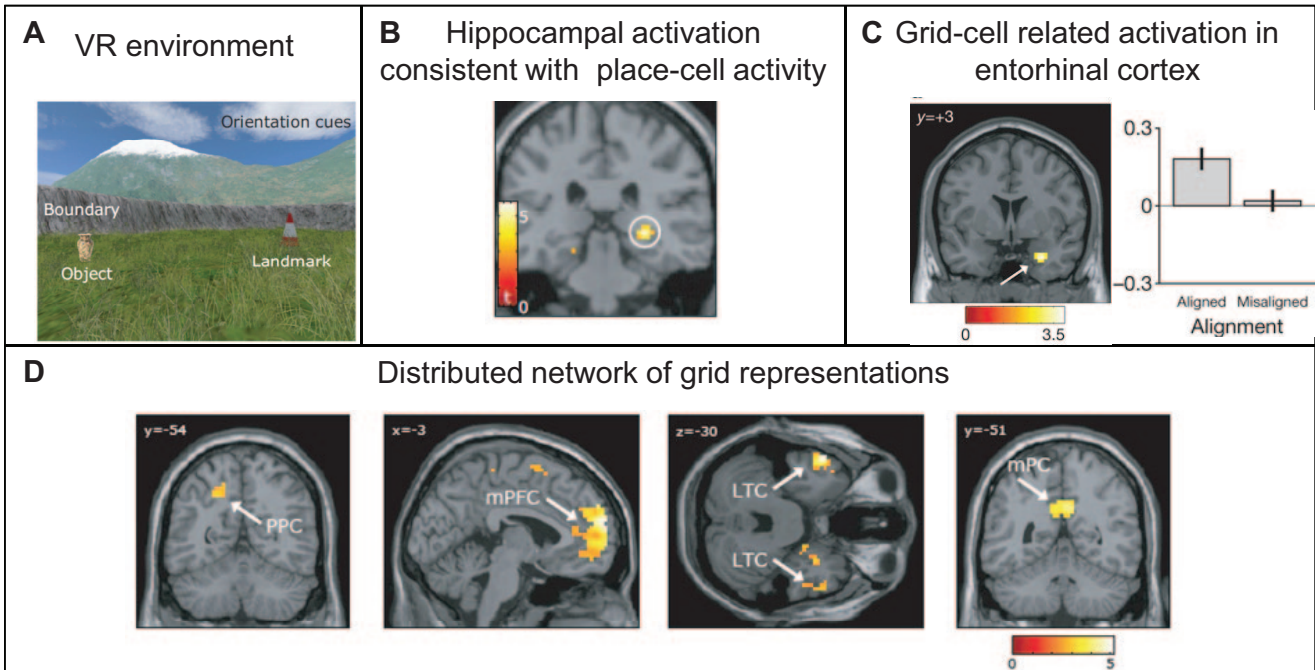 A VR environment
Orientation cues
Boundary
Object
Landmark
B Hippocampal activation
consistent with place-cell activity
5
t
0
C Grid-cell related activation in
entorhinal cortex
y=+3
0 3.5
0.3
0
−0.3
Aligned Misaligned
Alignment
D Distributed network of grid representations
y=-54
PPC
x=-3
mPFC
z=-30
LTC
LTC
y=-51
mPC
0 5